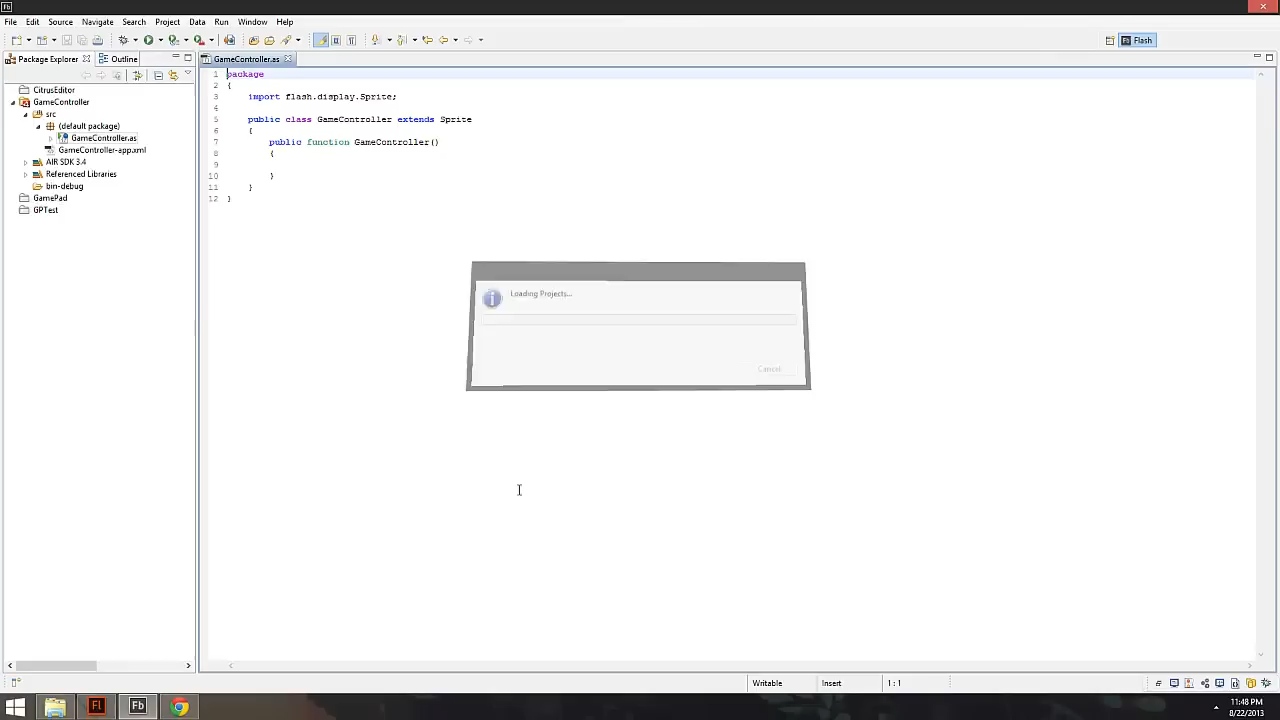 Fb
File Edit Source Navigate Search Project Data Run Window Help
Flash
Package Explorer Outline
GameController.as
CitrusEditor
GameController
src
(default package)
GameController.as
GameController-app.xml
AIR SDK 3.4
Referenced Libraries
bin-debug
GamePad
GPTest
1 package
2 {
3 import flash.display.Sprite;
4
5 public class GameController extends Sprite
6 {
7 public function GameController()
8 {
9
10 }
11 }
12 }
Loading Projects...
Cancel
Writable Insert 1 : 1
Fl Fb
11:48 PM
8/22/2013